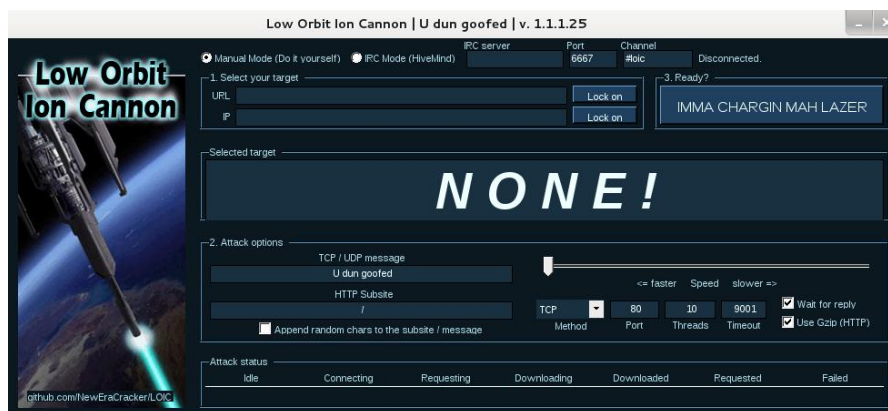 Low Orbit Ion Cannon | U dun goofed | v. 1.1.1.25
Low Orbit
Ion Cannon
github.com/NewEraCracker/LOIC
IRC server Port Channel
Manual Mode (Do it yourself) IRC Mode (HiveMind) 6667 #loic Disconnected.
1. Select your target
URL Lock on
IP Lock on
3. Ready?
IMMA CHARGIN MAH LAZER
Selected target
NONE!
2. Attack options
TCP / UDP message
U dun goofed
HTTP Subsite
/
Append random chars to the subsite / message
<= faster Speed slower =>
TCP 80 10 9001
Method Port Threads Timeout
Wait for reply
Use Gzip (HTTP)
Attack status
Idle Connecting Requesting Downloading Downloaded Requested Failed